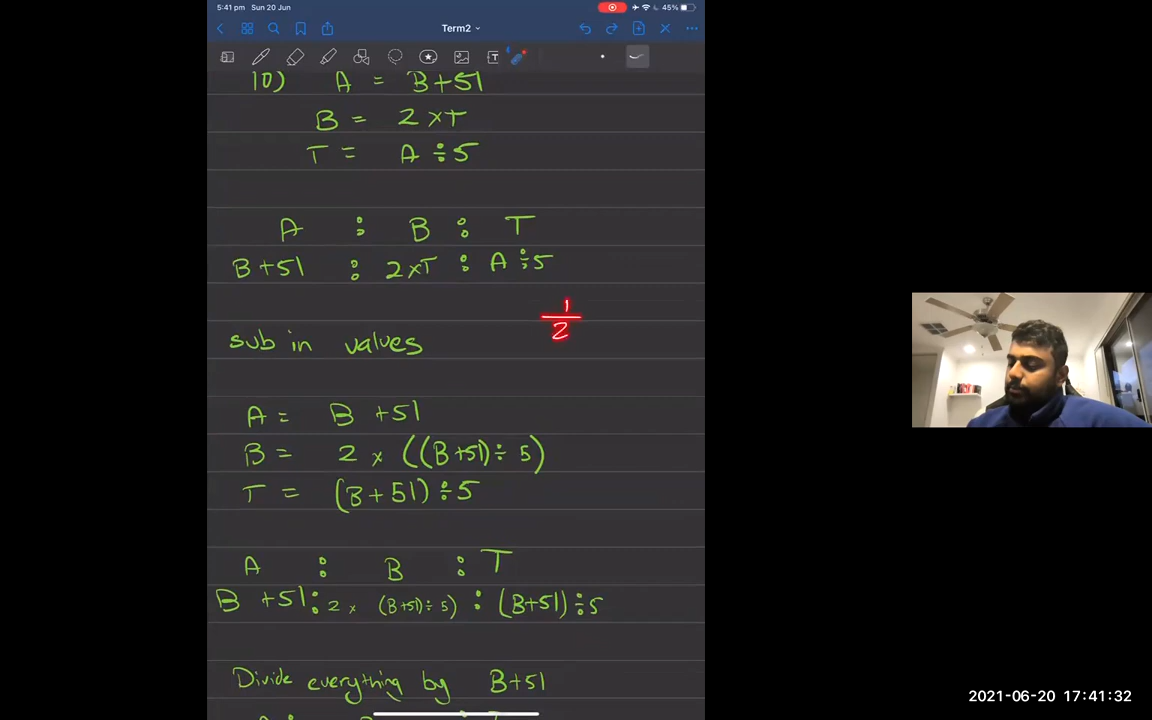 5:41 pm Sun 20 Jun
45%
Term2
10) A = B+51
B = 2 ×T
T = A ÷5
A : B : T
B+51 : 2×T : A ÷5
1
2
sub in values
A = B +51
B = 2 × ((B+51) ÷ 5)
T = (B+51) ÷5
A : B : T
B +51 : 2 × (B+51) ÷ 5) : (B+51) ÷5
Divide everything by B+51
2021-06-20 17:41:32